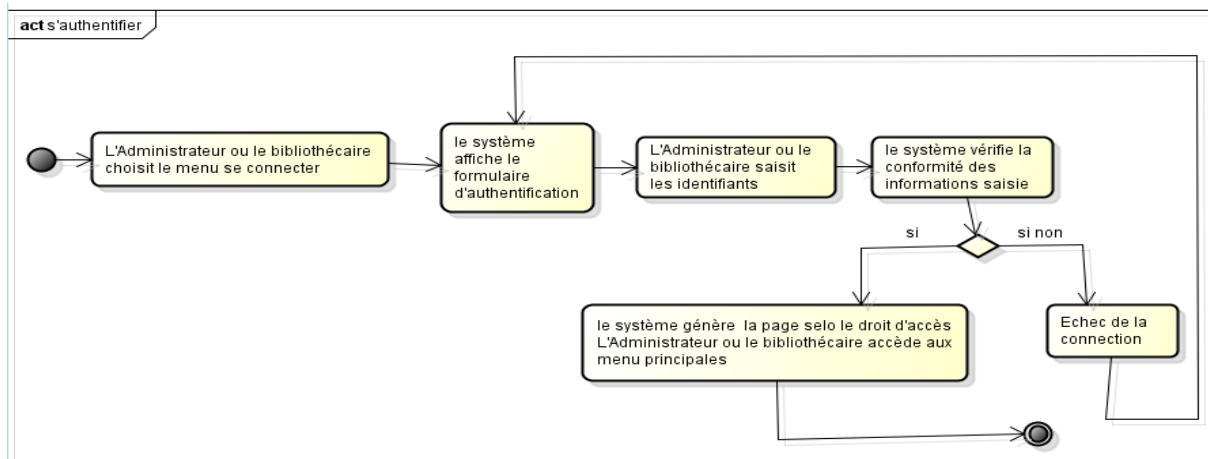 act s'authentifier
L'Administrateur ou le bibliothécaire
choisit le menu se connecter
le système
affiche le
formulaire
d'authentification
L'Administrateur ou le
bibliothécaire saisit
les identifiants
le système vérifie la
conformité des
informations saisie
si
si non
le système génère  la page selo le droit d'accès
L'Administrateur ou le bibliothécaire accède aux
menu principales
Echec de la
connection